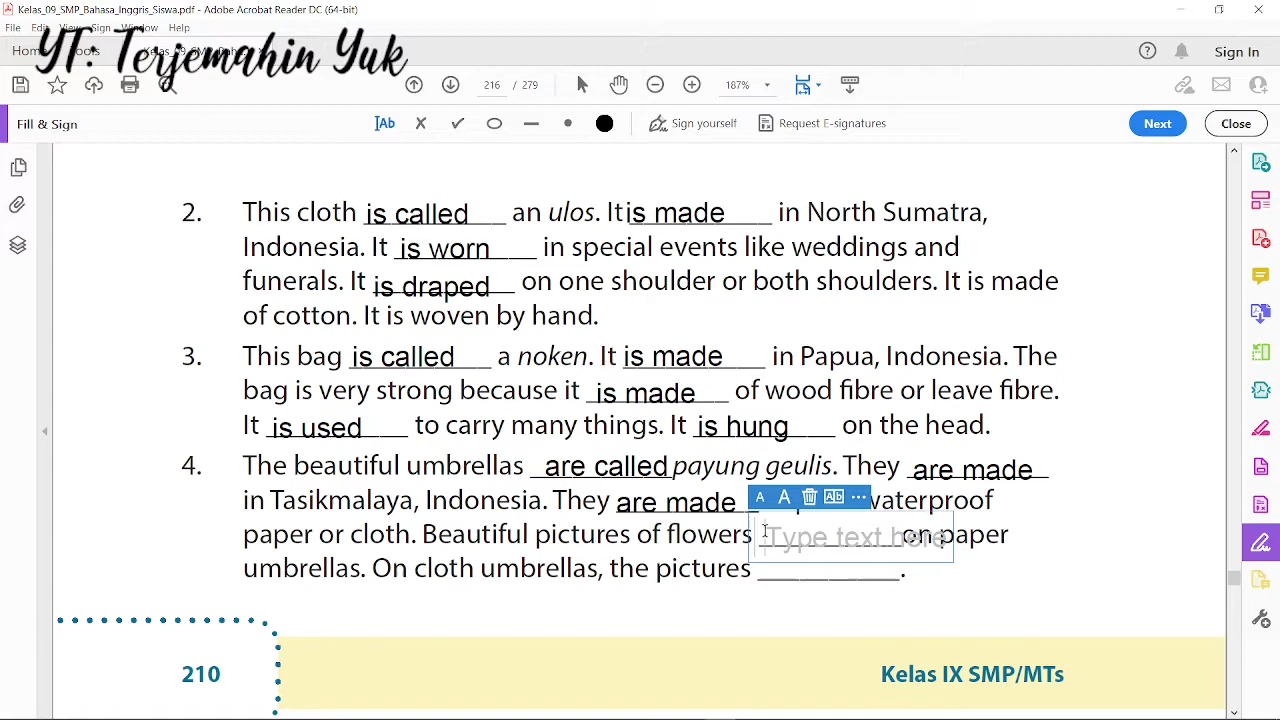 Kelas_09_SMP_Bahasa_Inggris_Siswa.pdf - Adobe Acrobat Reader DC (64-bit)
File Edit View Sign Window Help
YT: Terjemahin Yuk
Home Tools
Sign In
216 / 279
187%
Fill & Sign
Ab
Sign yourself
Request E-signatures
Next
Close
2. This cloth is called an ulos. It is made in North Sumatra,
Indonesia. It is worn in special events like weddings and
funerals. It is draped on one shoulder or both shoulders. It is made
of cotton. It is woven by hand.
3. This bag is called a noken. It is made in Papua, Indonesia. The
bag is very strong because it is made of wood fibre or leave fibre.
It is used to carry many things. It is hung on the head.
4. The beautiful umbrellas are called payung geulis. They are made
in Tasikmalaya, Indonesia. They are made waterproof
A A Ab
paper or cloth. Beautiful pictures of flowers Type text here on paper
umbrellas. On cloth umbrellas, the pictures __________.
210
Kelas IX SMP/MTs